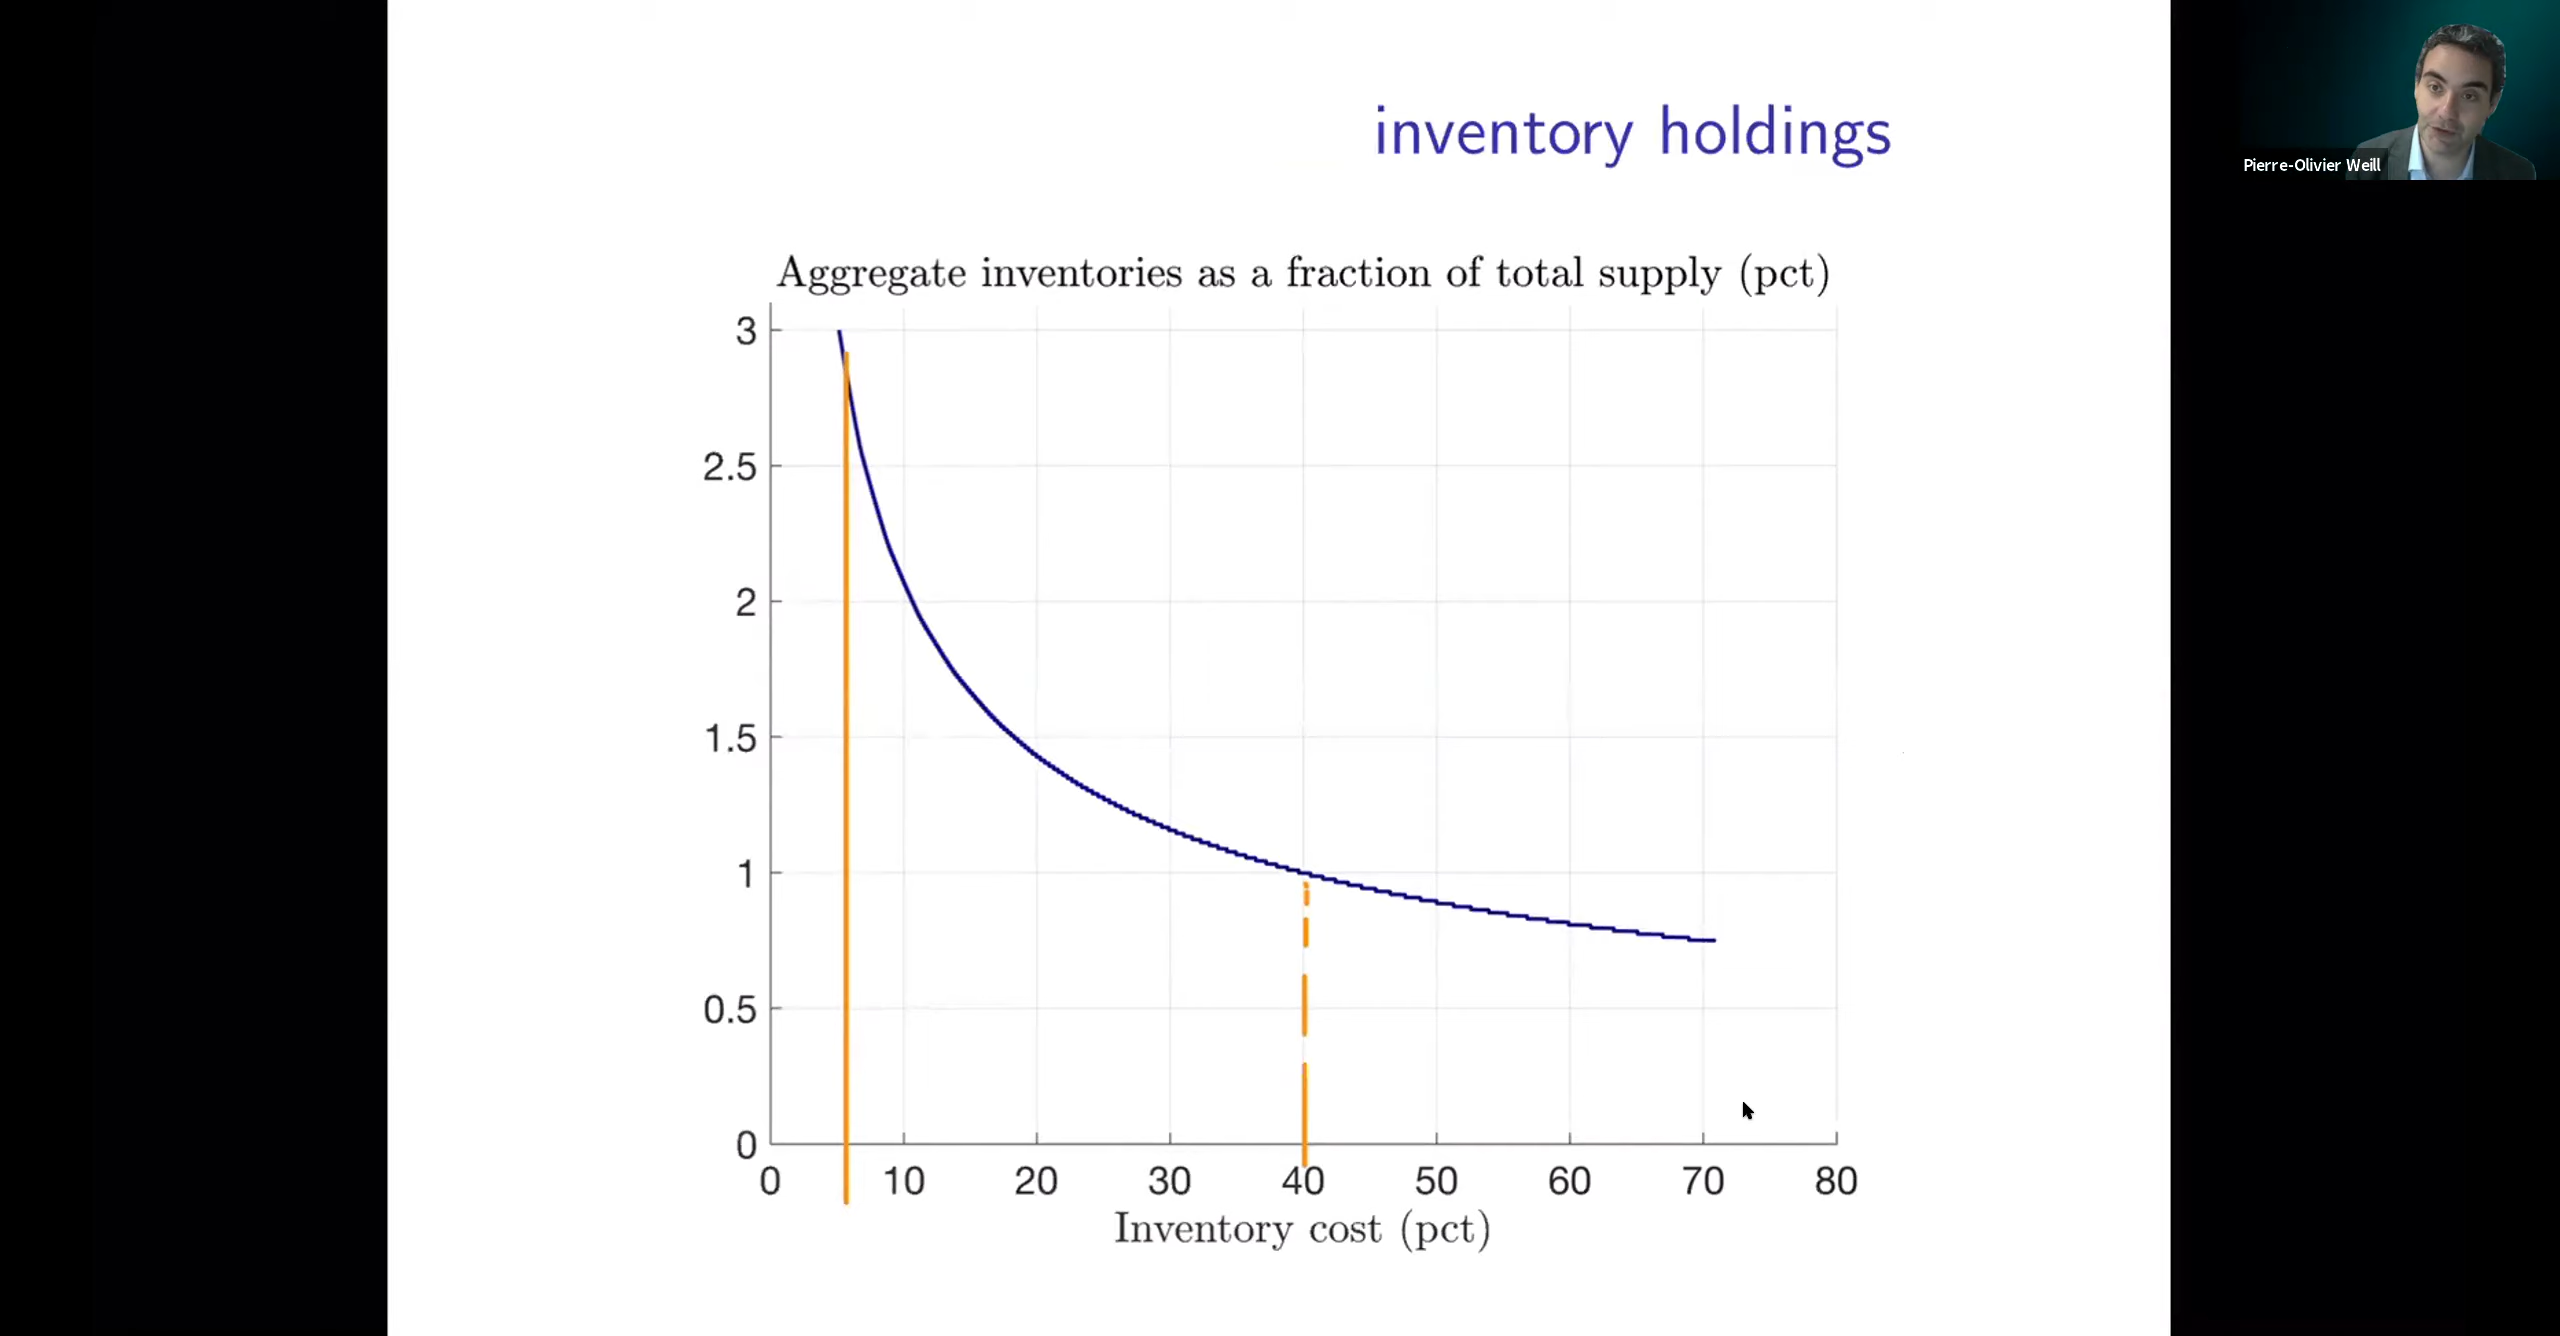 inventory holdings
Pierre-Olivier Weill
Aggregate inventories as a fraction of total supply (pct)
3
2.5
2
1.5
1
0.5
0
0 10 20 30 40 50 60 70 80
Inventory cost (pct)